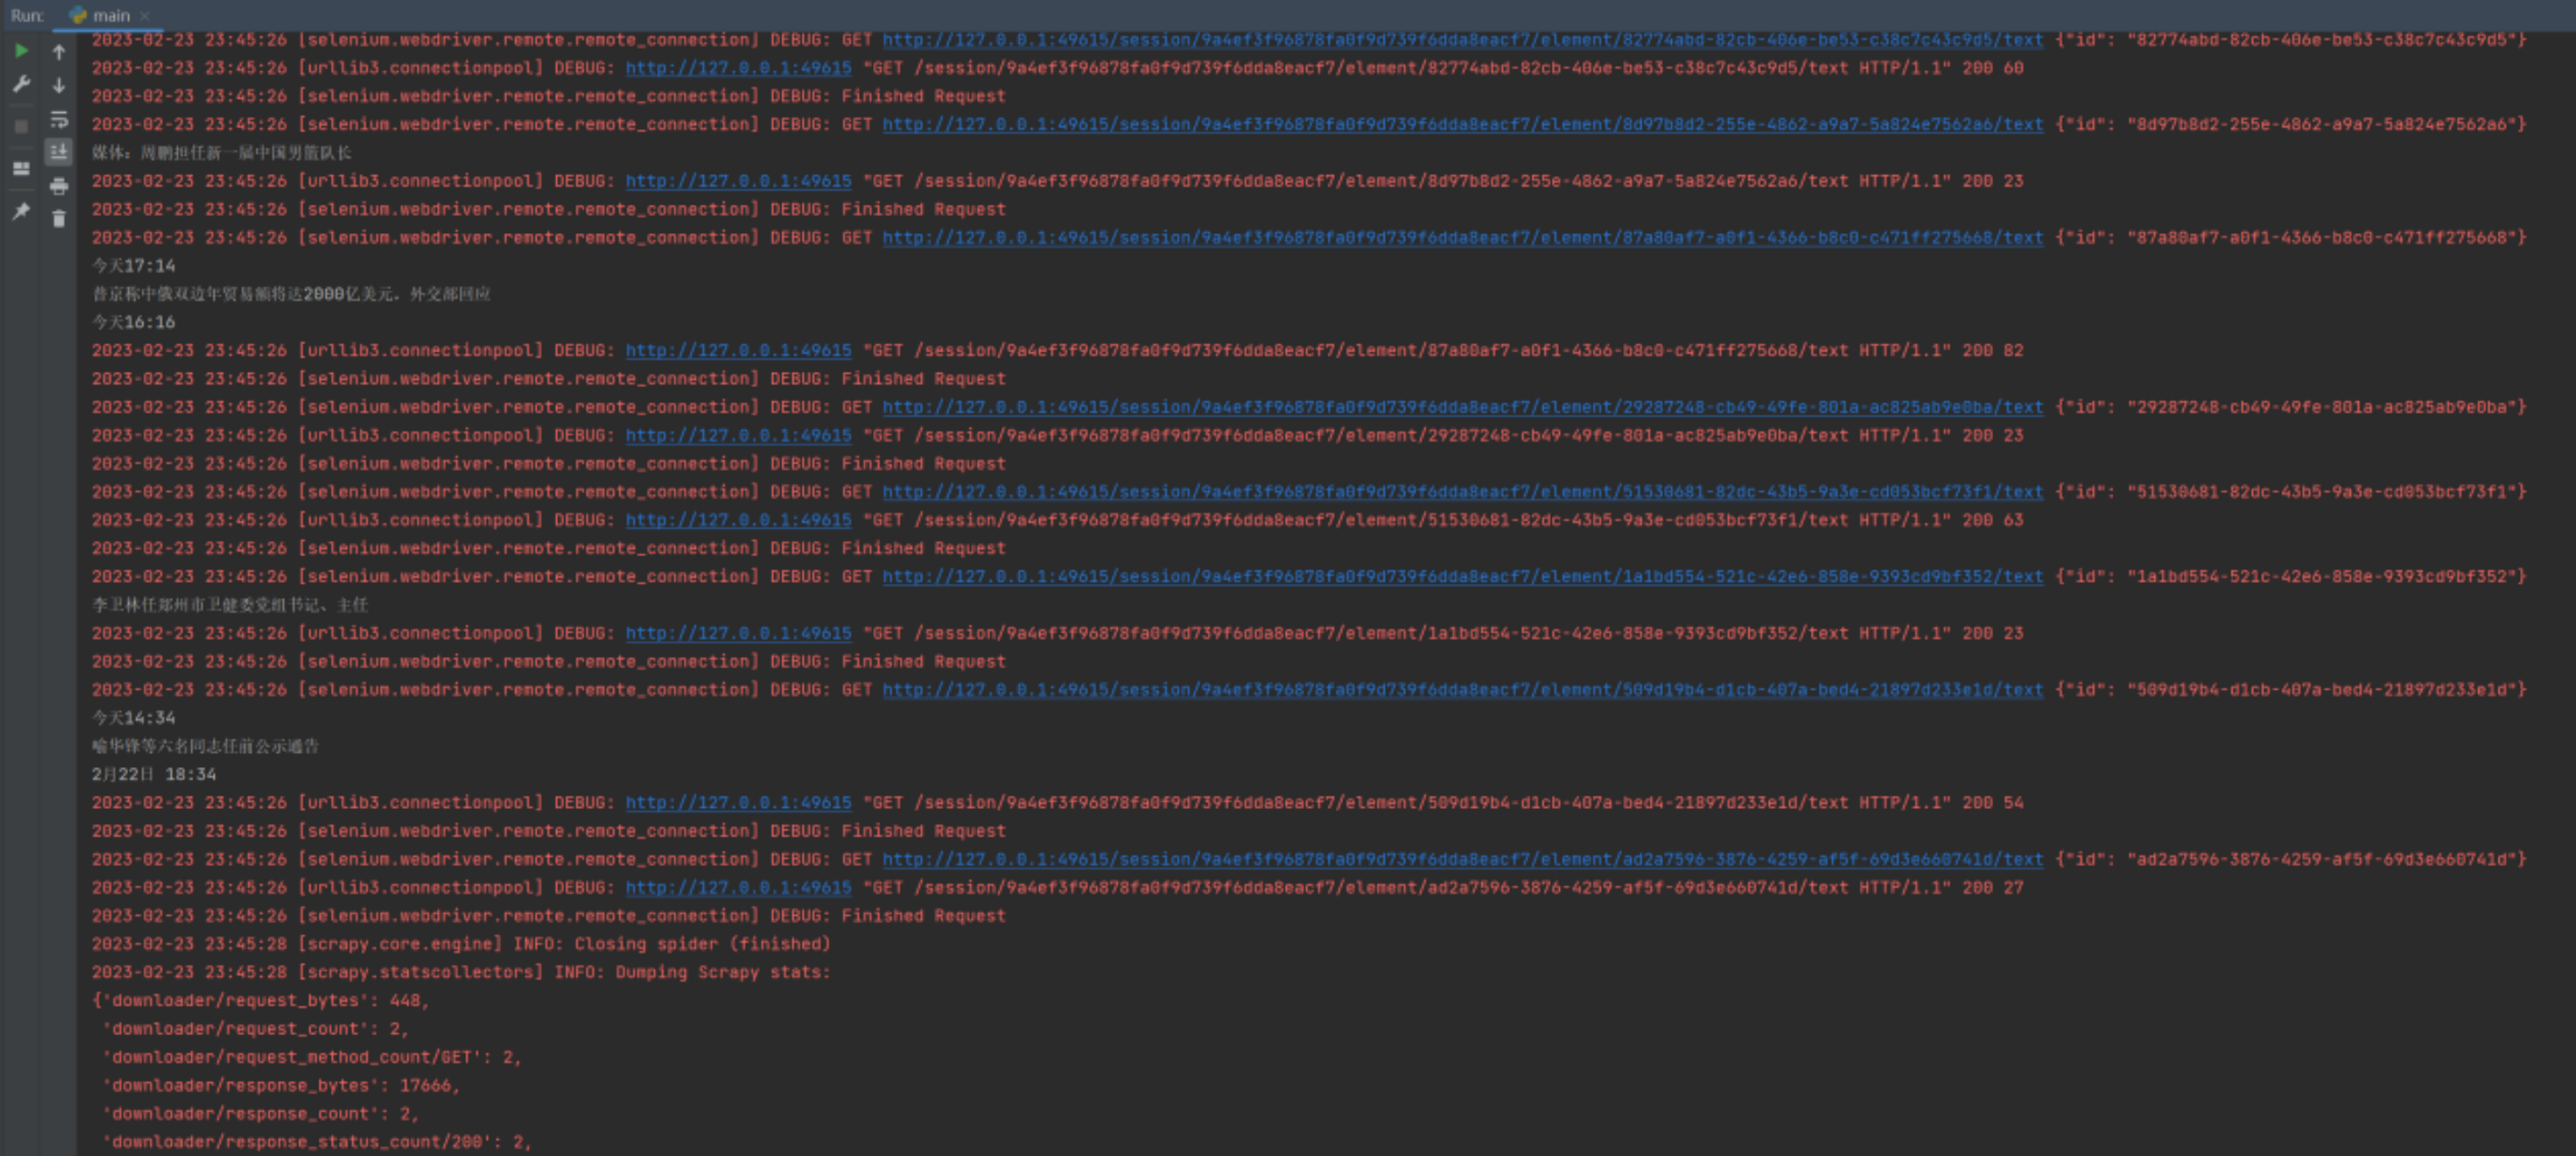 Run: main
2023-02-23 23:45:26 [selenium.webdriver.remote.remote_connection] DEBUG: GET http://127.0.0.1:49615/session/9a4ef3f96878fa0f9d739f6dda8eacf7/element/82774abd-82cb-406e-be53-c38c7c43c9d5/text {"id": "82774abd-82cb-406e-be53-c38c7c43c9d5"}
2023-02-23 23:45:26 [urllib3.connectionpool] DEBUG: http://127.0.0.1:49615 "GET /session/9a4ef3f96878fa0f9d739f6dda8eacf7/element/82774abd-82cb-406e-be53-c38c7c43c9d5/text HTTP/1.1" 200 60
2023-02-23 23:45:26 [selenium.webdriver.remote.remote_connection] DEBUG: Finished Request
2023-02-23 23:45:26 [selenium.webdriver.remote.remote_connection] DEBUG: GET http://127.0.0.1:49615/session/9a4ef3f96878fa0f9d739f6dda8eacf7/element/8d97b8d2-255e-4862-a9a7-5a824e7562a6/text {"id": "8d97b8d2-255e-4862-a9a7-5a824e7562a6"}
媒体：周鹏担任新一届中国男篮队长
2023-02-23 23:45:26 [urllib3.connectionpool] DEBUG: http://127.0.0.1:49615 "GET /session/9a4ef3f96878fa0f9d739f6dda8eacf7/element/8d97b8d2-255e-4862-a9a7-5a824e7562a6/text HTTP/1.1" 200 23
2023-02-23 23:45:26 [selenium.webdriver.remote.remote_connection] DEBUG: Finished Request
2023-02-23 23:45:26 [selenium.webdriver.remote.remote_connection] DEBUG: GET http://127.0.0.1:49615/session/9a4ef3f96878fa0f9d739f6dda8eacf7/element/87a80af7-a0f1-4366-b8c0-c471ff275668/text {"id": "87a80af7-a0f1-4366-b8c0-c471ff275668"}
今天17:14
普京称中俄双边年贸易额将达2000亿美元，外交部回应
今天16:16
2023-02-23 23:45:26 [urllib3.connectionpool] DEBUG: http://127.0.0.1:49615 "GET /session/9a4ef3f96878fa0f9d739f6dda8eacf7/element/87a80af7-a0f1-4366-b8c0-c471ff275668/text HTTP/1.1" 200 82
2023-02-23 23:45:26 [selenium.webdriver.remote.remote_connection] DEBUG: Finished Request
2023-02-23 23:45:26 [selenium.webdriver.remote.remote_connection] DEBUG: GET http://127.0.0.1:49615/session/9a4ef3f96878fa0f9d739f6dda8eacf7/element/29287248-cb49-49fe-801a-ac825ab9e0ba/text {"id": "29287248-cb49-49fe-801a-ac825ab9e0ba"}
2023-02-23 23:45:26 [urllib3.connectionpool] DEBUG: http://127.0.0.1:49615 "GET /session/9a4ef3f96878fa0f9d739f6dda8eacf7/element/29287248-cb49-49fe-801a-ac825ab9e0ba/text HTTP/1.1" 200 23
2023-02-23 23:45:26 [selenium.webdriver.remote.remote_connection] DEBUG: Finished Request
2023-02-23 23:45:26 [selenium.webdriver.remote.remote_connection] DEBUG: GET http://127.0.0.1:49615/session/9a4ef3f96878fa0f9d739f6dda8eacf7/element/51530681-82dc-43b5-9a3e-cd053bcf73f1/text {"id": "51530681-82dc-43b5-9a3e-cd053bcf73f1"}
2023-02-23 23:45:26 [urllib3.connectionpool] DEBUG: http://127.0.0.1:49615 "GET /session/9a4ef3f96878fa0f9d739f6dda8eacf7/element/51530681-82dc-43b5-9a3e-cd053bcf73f1/text HTTP/1.1" 200 63
2023-02-23 23:45:26 [selenium.webdriver.remote.remote_connection] DEBUG: Finished Request
2023-02-23 23:45:26 [selenium.webdriver.remote.remote_connection] DEBUG: GET http://127.0.0.1:49615/session/9a4ef3f96878fa0f9d739f6dda8eacf7/element/1a1bd554-521c-42e6-858e-9393cd9bf352/text {"id": "1a1bd554-521c-42e6-858e-9393cd9bf352"}
李卫林任郑州市卫健委党组书记、主任
2023-02-23 23:45:26 [urllib3.connectionpool] DEBUG: http://127.0.0.1:49615 "GET /session/9a4ef3f96878fa0f9d739f6dda8eacf7/element/1a1bd554-521c-42e6-858e-9393cd9bf352/text HTTP/1.1" 200 23
2023-02-23 23:45:26 [selenium.webdriver.remote.remote_connection] DEBUG: Finished Request
2023-02-23 23:45:26 [selenium.webdriver.remote.remote_connection] DEBUG: GET http://127.0.0.1:49615/session/9a4ef3f96878fa0f9d739f6dda8eacf7/element/509d19b4-d1cb-407a-bed4-21897d233e1d/text {"id": "509d19b4-d1cb-407a-bed4-21897d233e1d"}
今天14:34
喻华锋等六名同志任前公示通告
2月22日 18:34
2023-02-23 23:45:26 [urllib3.connectionpool] DEBUG: http://127.0.0.1:49615 "GET /session/9a4ef3f96878fa0f9d739f6dda8eacf7/element/509d19b4-d1cb-407a-bed4-21897d233e1d/text HTTP/1.1" 200 54
2023-02-23 23:45:26 [selenium.webdriver.remote.remote_connection] DEBUG: Finished Request
2023-02-23 23:45:26 [selenium.webdriver.remote.remote_connection] DEBUG: GET http://127.0.0.1:49615/session/9a4ef3f96878fa0f9d739f6dda8eacf7/element/ad2a7596-3876-4259-af5f-69d3e660741d/text {"id": "ad2a7596-3876-4259-af5f-69d3e660741d"}
2023-02-23 23:45:26 [urllib3.connectionpool] DEBUG: http://127.0.0.1:49615 "GET /session/9a4ef3f96878fa0f9d739f6dda8eacf7/element/ad2a7596-3876-4259-af5f-69d3e660741d/text HTTP/1.1" 200 27
2023-02-23 23:45:26 [selenium.webdriver.remote.remote_connection] DEBUG: Finished Request
2023-02-23 23:45:28 [scrapy.core.engine] INFO: Closing spider (finished)
2023-02-23 23:45:28 [scrapy.statscollectors] INFO: Dumping Scrapy stats:
{'downloader/request_bytes': 448,
'downloader/request_count': 2,
'downloader/request_method_count/GET': 2,
'downloader/response_bytes': 17666,
'downloader/response_count': 2,
'downloader/response_status_count/200': 2,